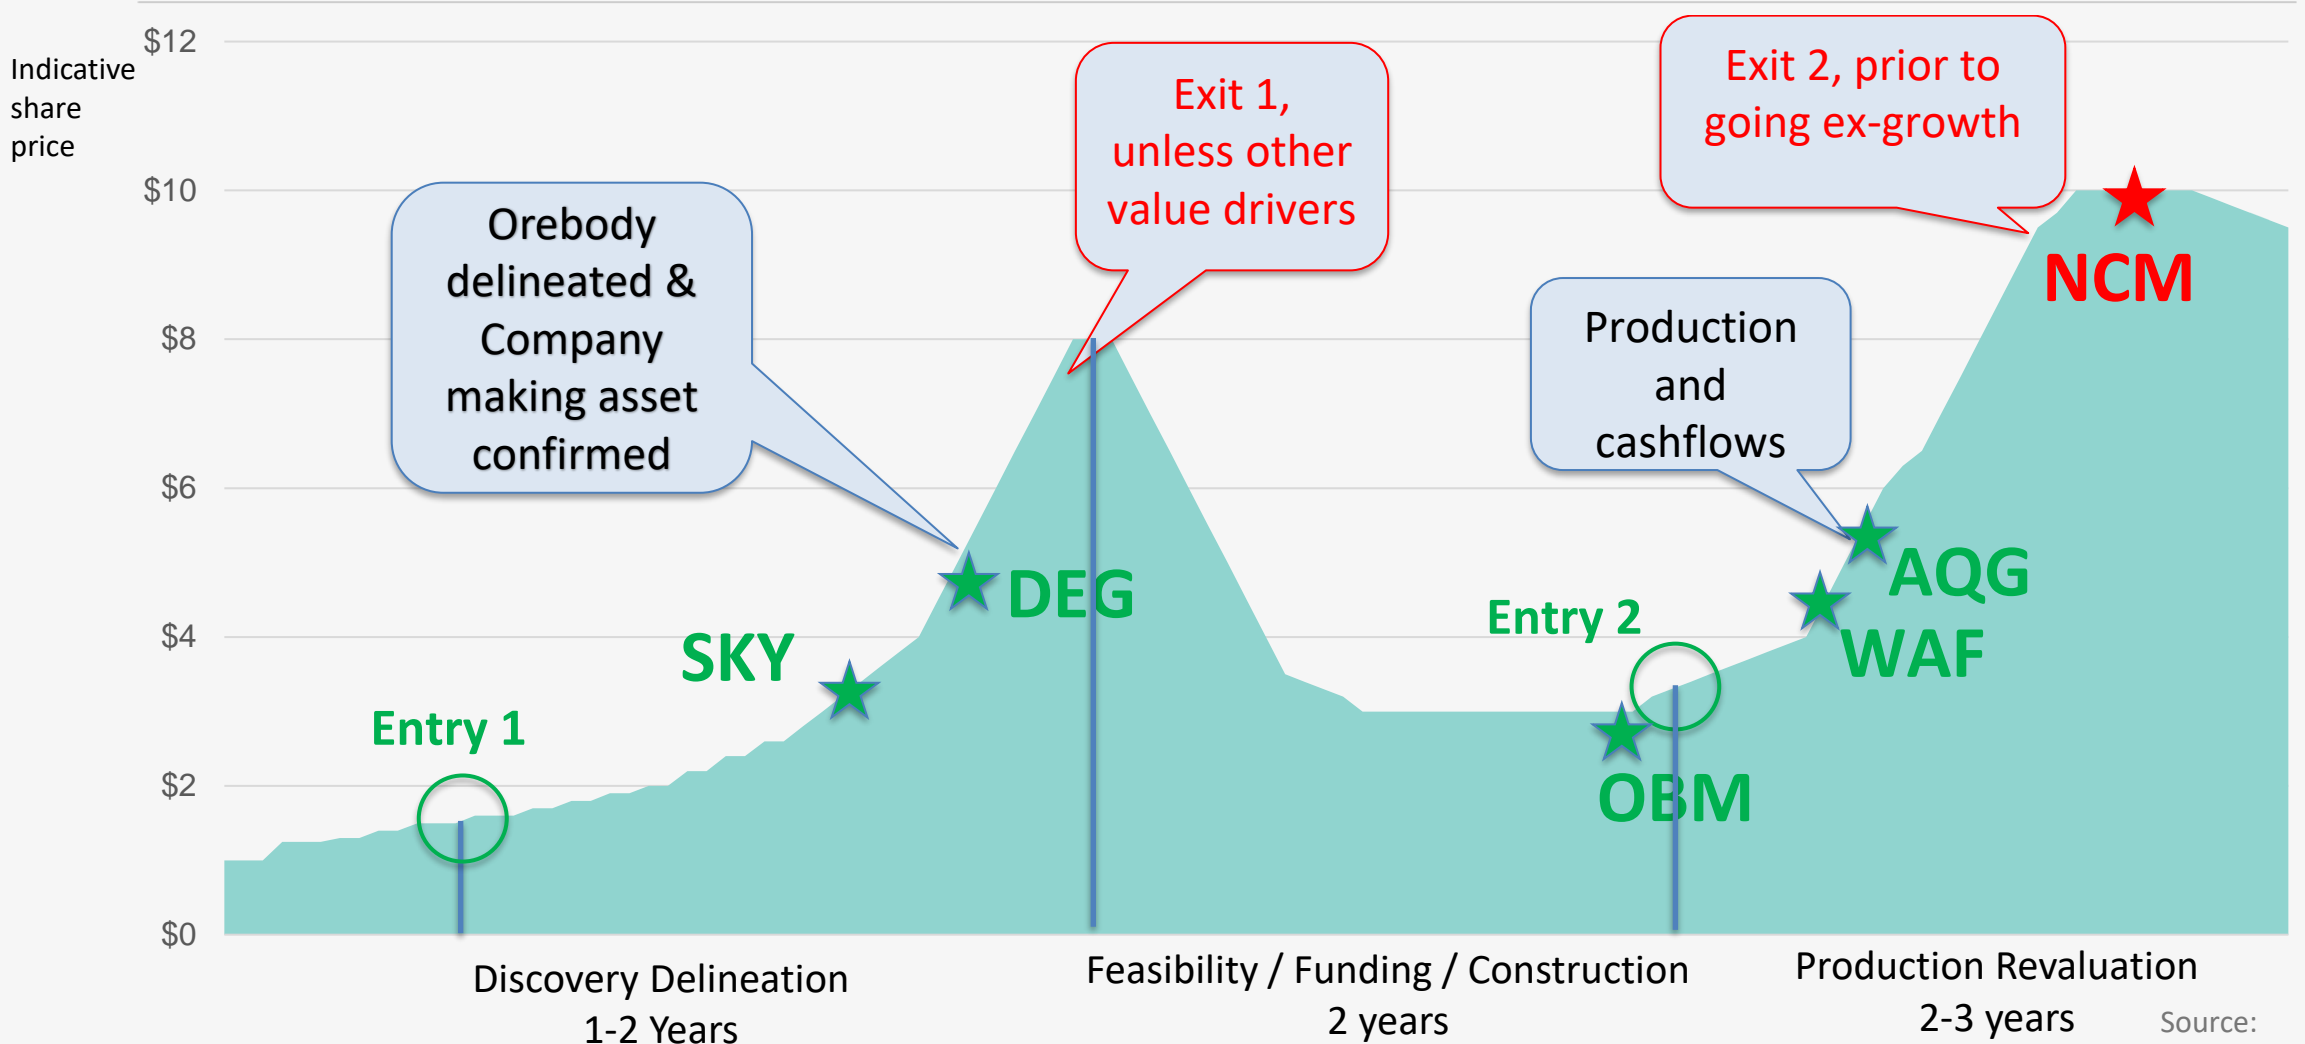 $12
Indicative
share
price
$10
$8
$6
$4
$2
$0
Orebody
delineated &
Company
making asset
confirmed
Exit 1,
unless other
value drivers
Exit 2, prior to
going ex-growth
Production
and
cashflows
Entry 1
SKY
DEG
Entry 2
OBM
WAF
AQG
NCM
Discovery Delineation
1-2 Years
Feasibility / Funding / Construction
2 years
Production Revaluation
2-3 years
Source: